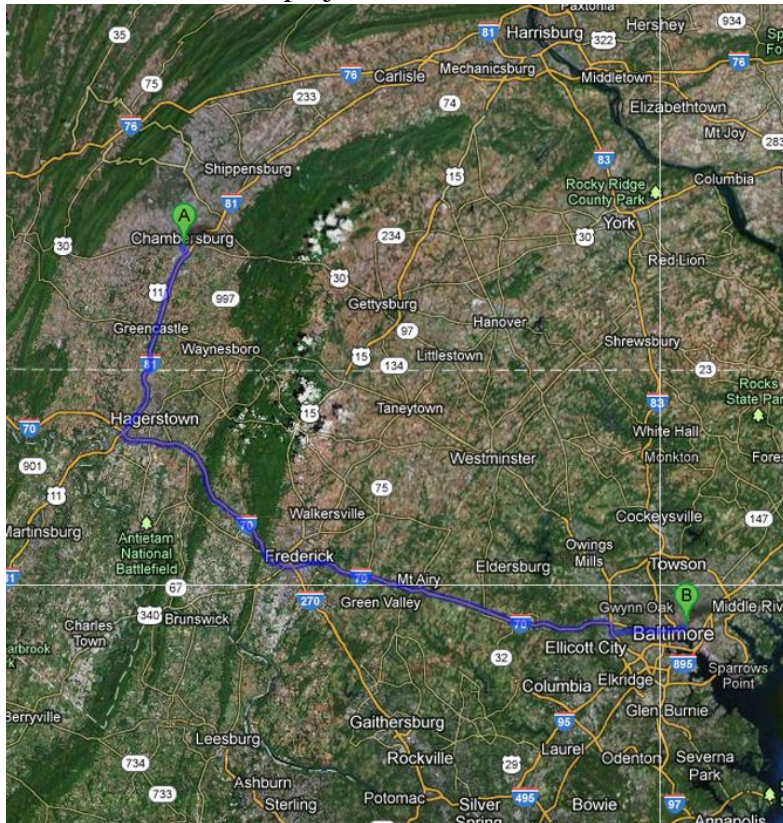 Paxtonia
Hershey
934
35
81
Harrisburg
322
76
Carlisle
Mechanicsburg
Middletown
76
75
233
74
Elizabethtown
76
Mt Joy
283
Shippensburg
15
83
Columbia
81
Rocky Ridge
County Park
A
Chambersburg
234
York
30
30
30
Red Lion
11
997
Gettysburg
Hanover
Greencastle
97
Waynesboro
15
Littlestown
Shrewsbury
81
134
23
Rocks
State Par
Taneytown
83
15
Hagerstown
70
White Hall
Westminster
Monkton
Fores
901
11
75
Walkersville
147
Martinsburg
70
Cockeysville
Antietam
National
Battlefield
Frederick
Owings
Mills
Eldersburg
Towson
81
70
Mt Airy
67
270
Green Valley
Gwynn Oak
B
Middle Riv
340
Brunswick
70
Charles
Town
Baltimore
Ellicott City
32
895
Sparrows
Point
Columbia
Elkridge
Glen Burnie
Berryville
Gaithersburg
95
Leesburg
Laurel
Odenton
Severna
Park
734
Rockville
29
Ashburn
733
Sterling
Potomac
Silver
Spring
495
Bowie
97
Annapolis